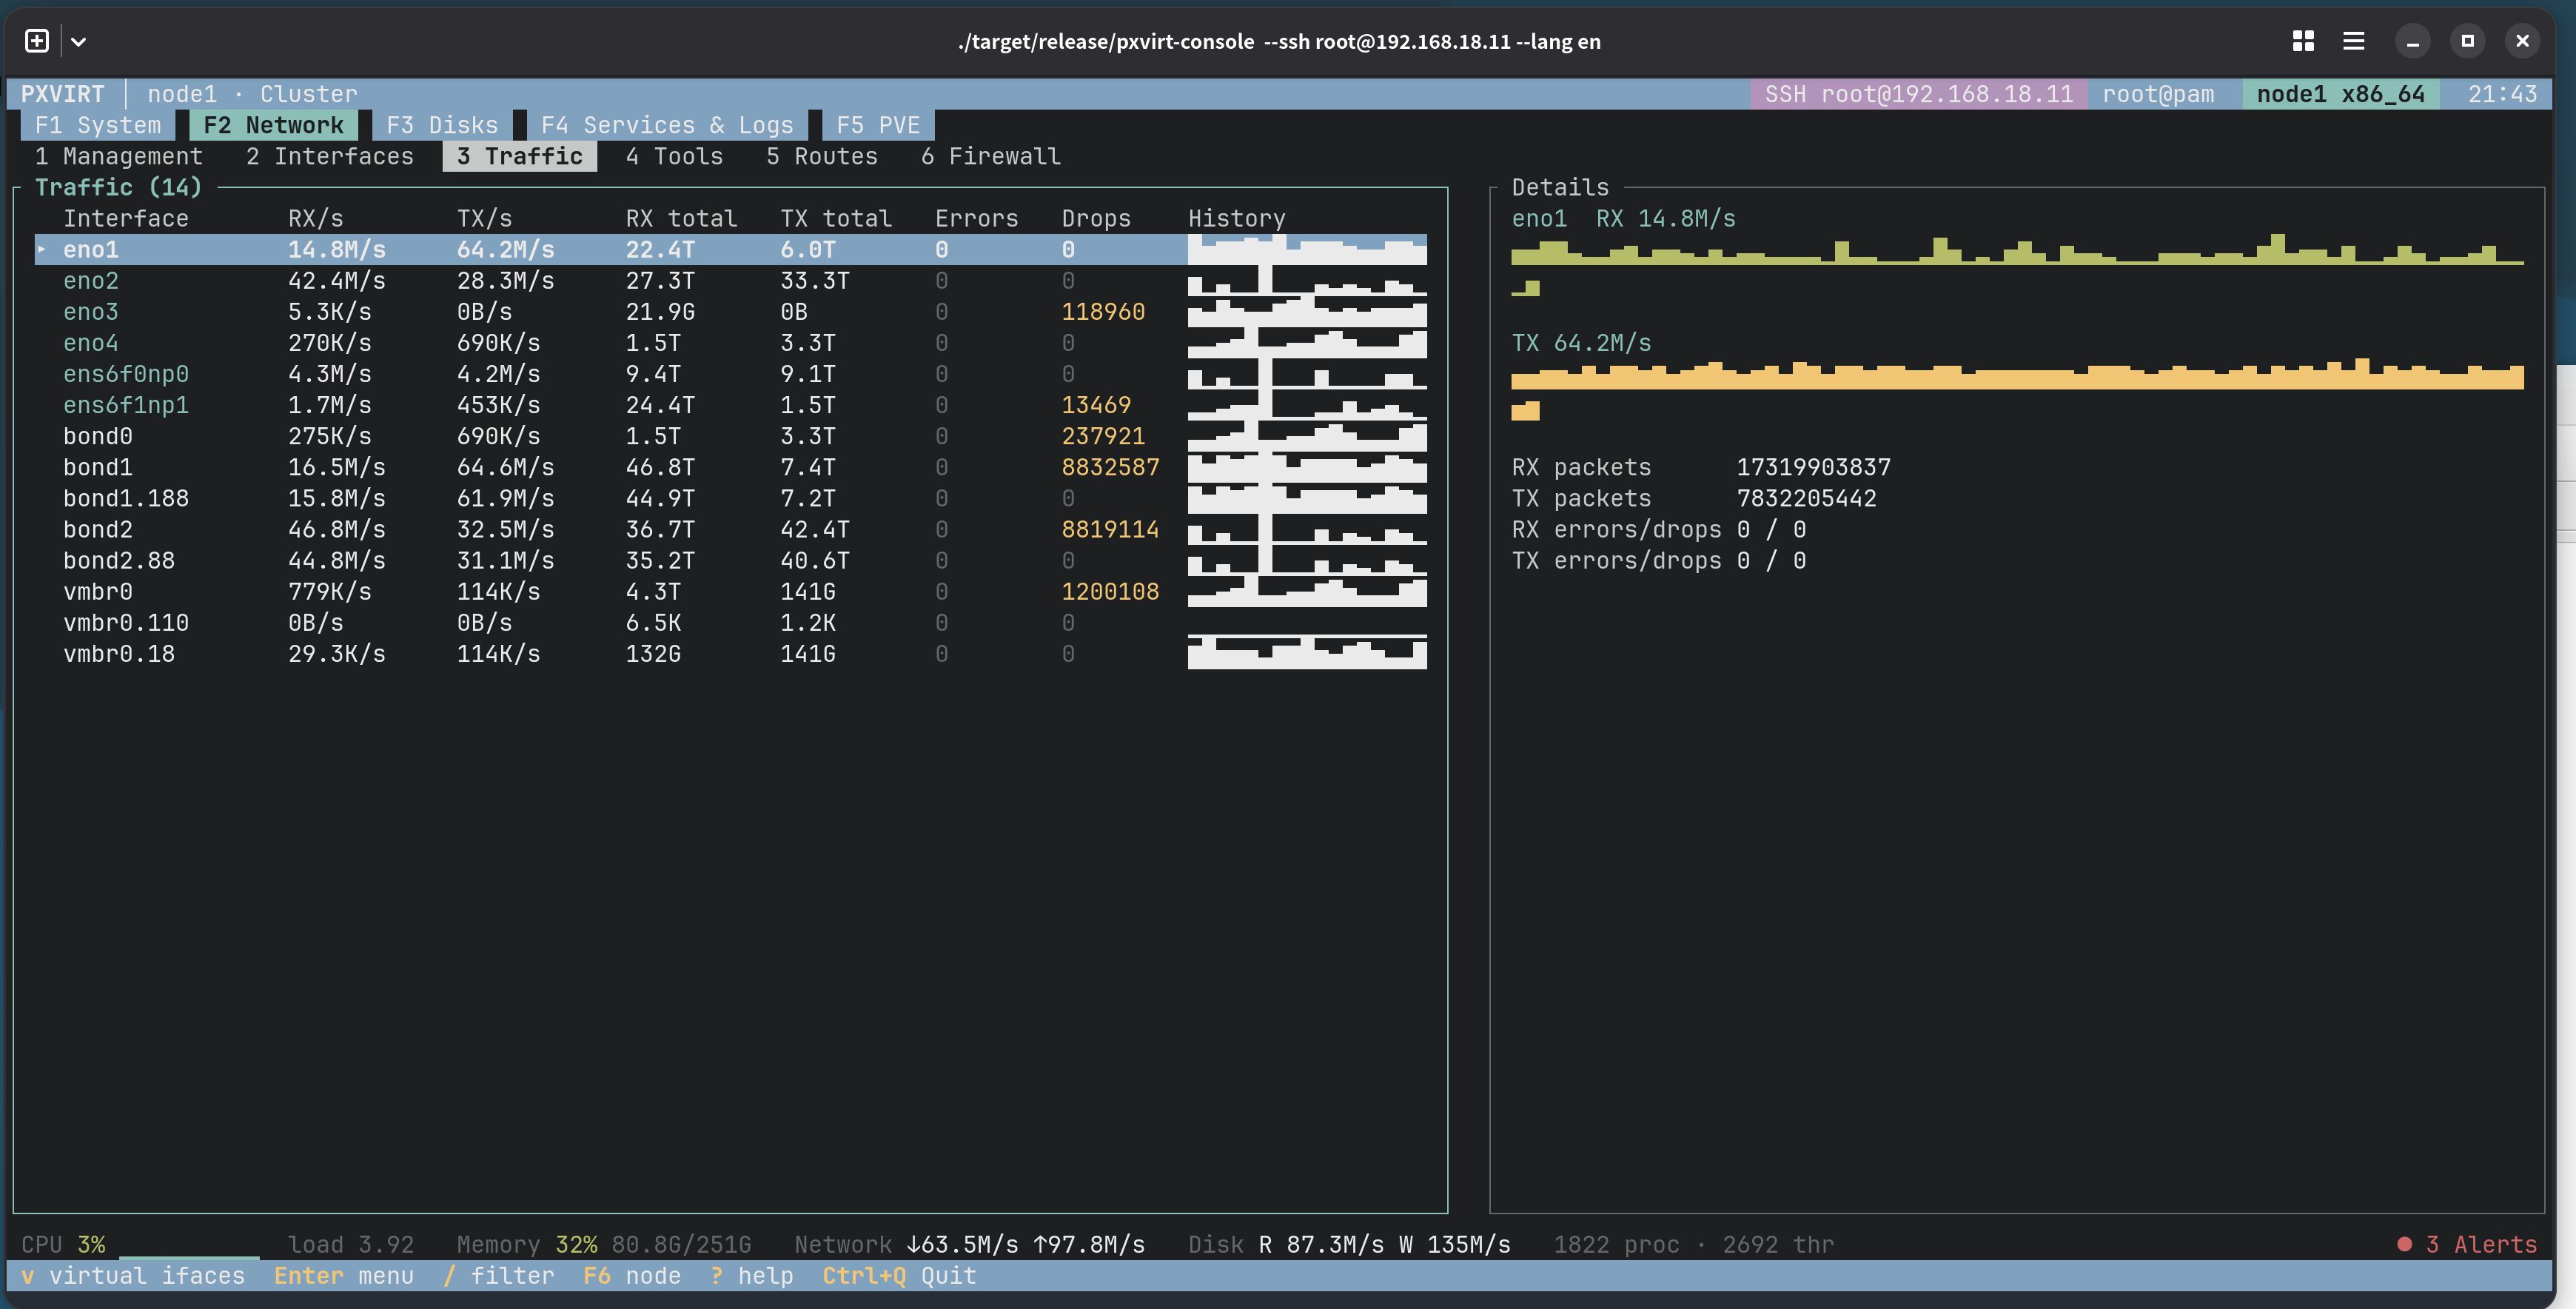 ./target/release/pxvirt-console --ssh root@192.168.18.11 --lang en
PXVIRT │ node1 · Cluster SSH root@192.168.18.11 root@pam node1 x86_64 21:43
F1 System F2 Network F3 Disks F4 Services & Logs F5 PVE
1 Management 2 Interfaces 3 Traffic 4 Tools 5 Routes 6 Firewall
Traffic (14)
Interface RX/s TX/s RX total TX total Errors Drops History
eno1 14.8M/s 64.2M/s 22.4T 6.0T 0 0
eno2 42.4M/s 28.3M/s 27.3T 33.3T 0 0
eno3 5.3K/s 0B/s 21.9G 0B 0 118960
eno4 270K/s 690K/s 1.5T 3.3T 0 0
ens6f0np0 4.3M/s 4.2M/s 9.4T 9.1T 0 0
ens6f1np1 1.7M/s 453K/s 24.4T 1.5T 0 13469
bond0 275K/s 690K/s 1.5T 3.3T 0 237921
bond1 16.5M/s 64.6M/s 46.8T 7.4T 0 8832587
bond1.188 15.8M/s 61.9M/s 44.9T 7.2T 0 0
bond2 46.8M/s 32.5M/s 36.7T 42.4T 0 8819114
bond2.88 44.8M/s 31.1M/s 35.2T 40.6T 0 0
vmbr0 779K/s 114K/s 4.3T 141G 0 1200108
vmbr0.110 0B/s 0B/s 6.5K 1.2K 0 0
vmbr0.18 29.3K/s 114K/s 132G 141G 0 0
Details
eno1 RX 14.8M/s
TX 64.2M/s
RX packets 17319903837
TX packets 7832205442
RX errors/drops 0 / 0
TX errors/drops 0 / 0
CPU 3% load 3.92 Memory 32% 80.8G/251G Network ↓63.5M/s ↑97.8M/s Disk R 87.3M/s W 135M/s 1822 proc · 2692 thr ● 3 Alerts
v virtual ifaces Enter menu / filter F6 node ? help Ctrl+Q Quit